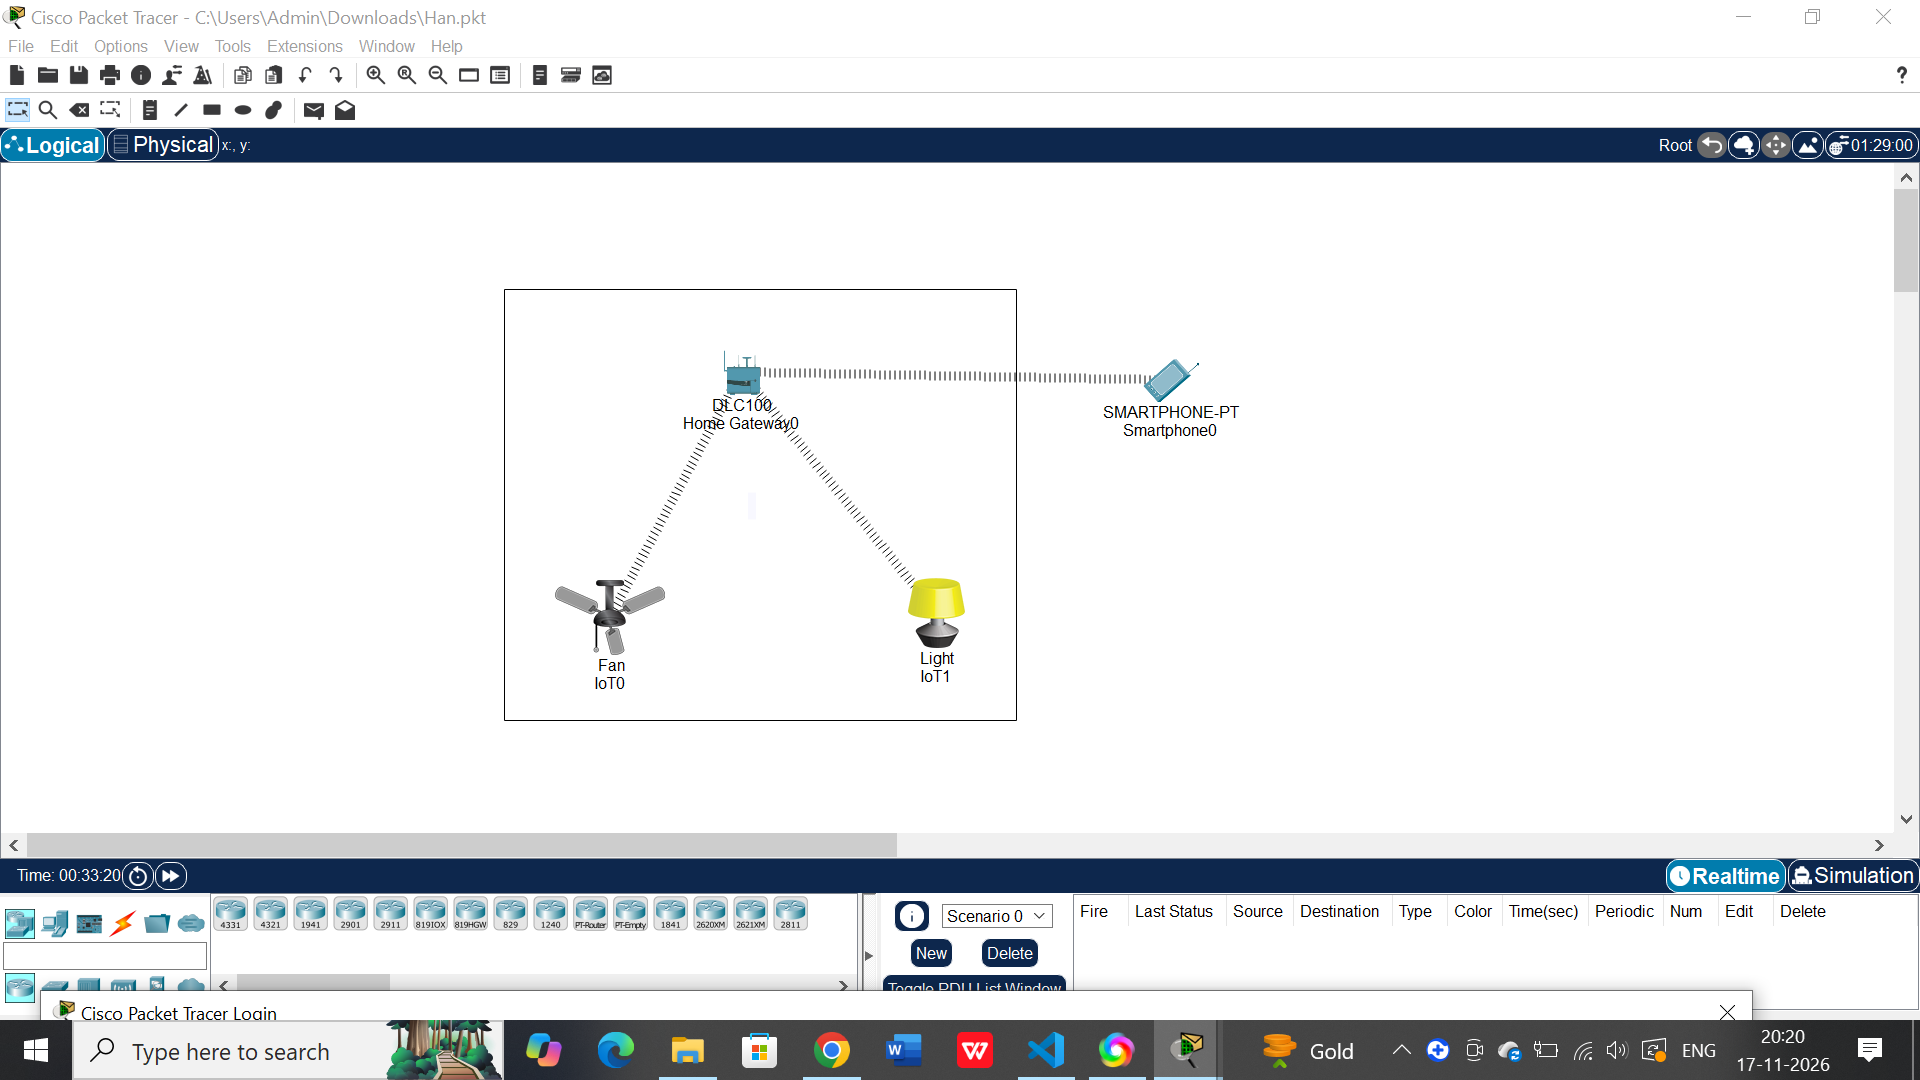 Cisco Packet Tracer - C:\Users\Admin\Downloads\Han.pkt
File Edit Options View Tools Extensions Window Help
?
Logical Physical x:, y: Root 01:29:00
DLC100
Home Gateway0
SMARTPHONE-PT
Smartphone0
Fan
IoT0
Light
IoT1
Time: 00:33:20 Realtime Simulation
4331 4321 1941 2901 2911 819IOX 819HGW 829 1240 PT-Router PT-Empty 1841 2620XM 2621XM 2811
Scenario 0
New Delete
Toggle PDU List Window
Fire Last Status Source Destination Type Color Time(sec) Periodic Num Edit Delete
Cisco Packet Tracer Login
Type here to search
Gold
ENG
20:20
17-11-2026